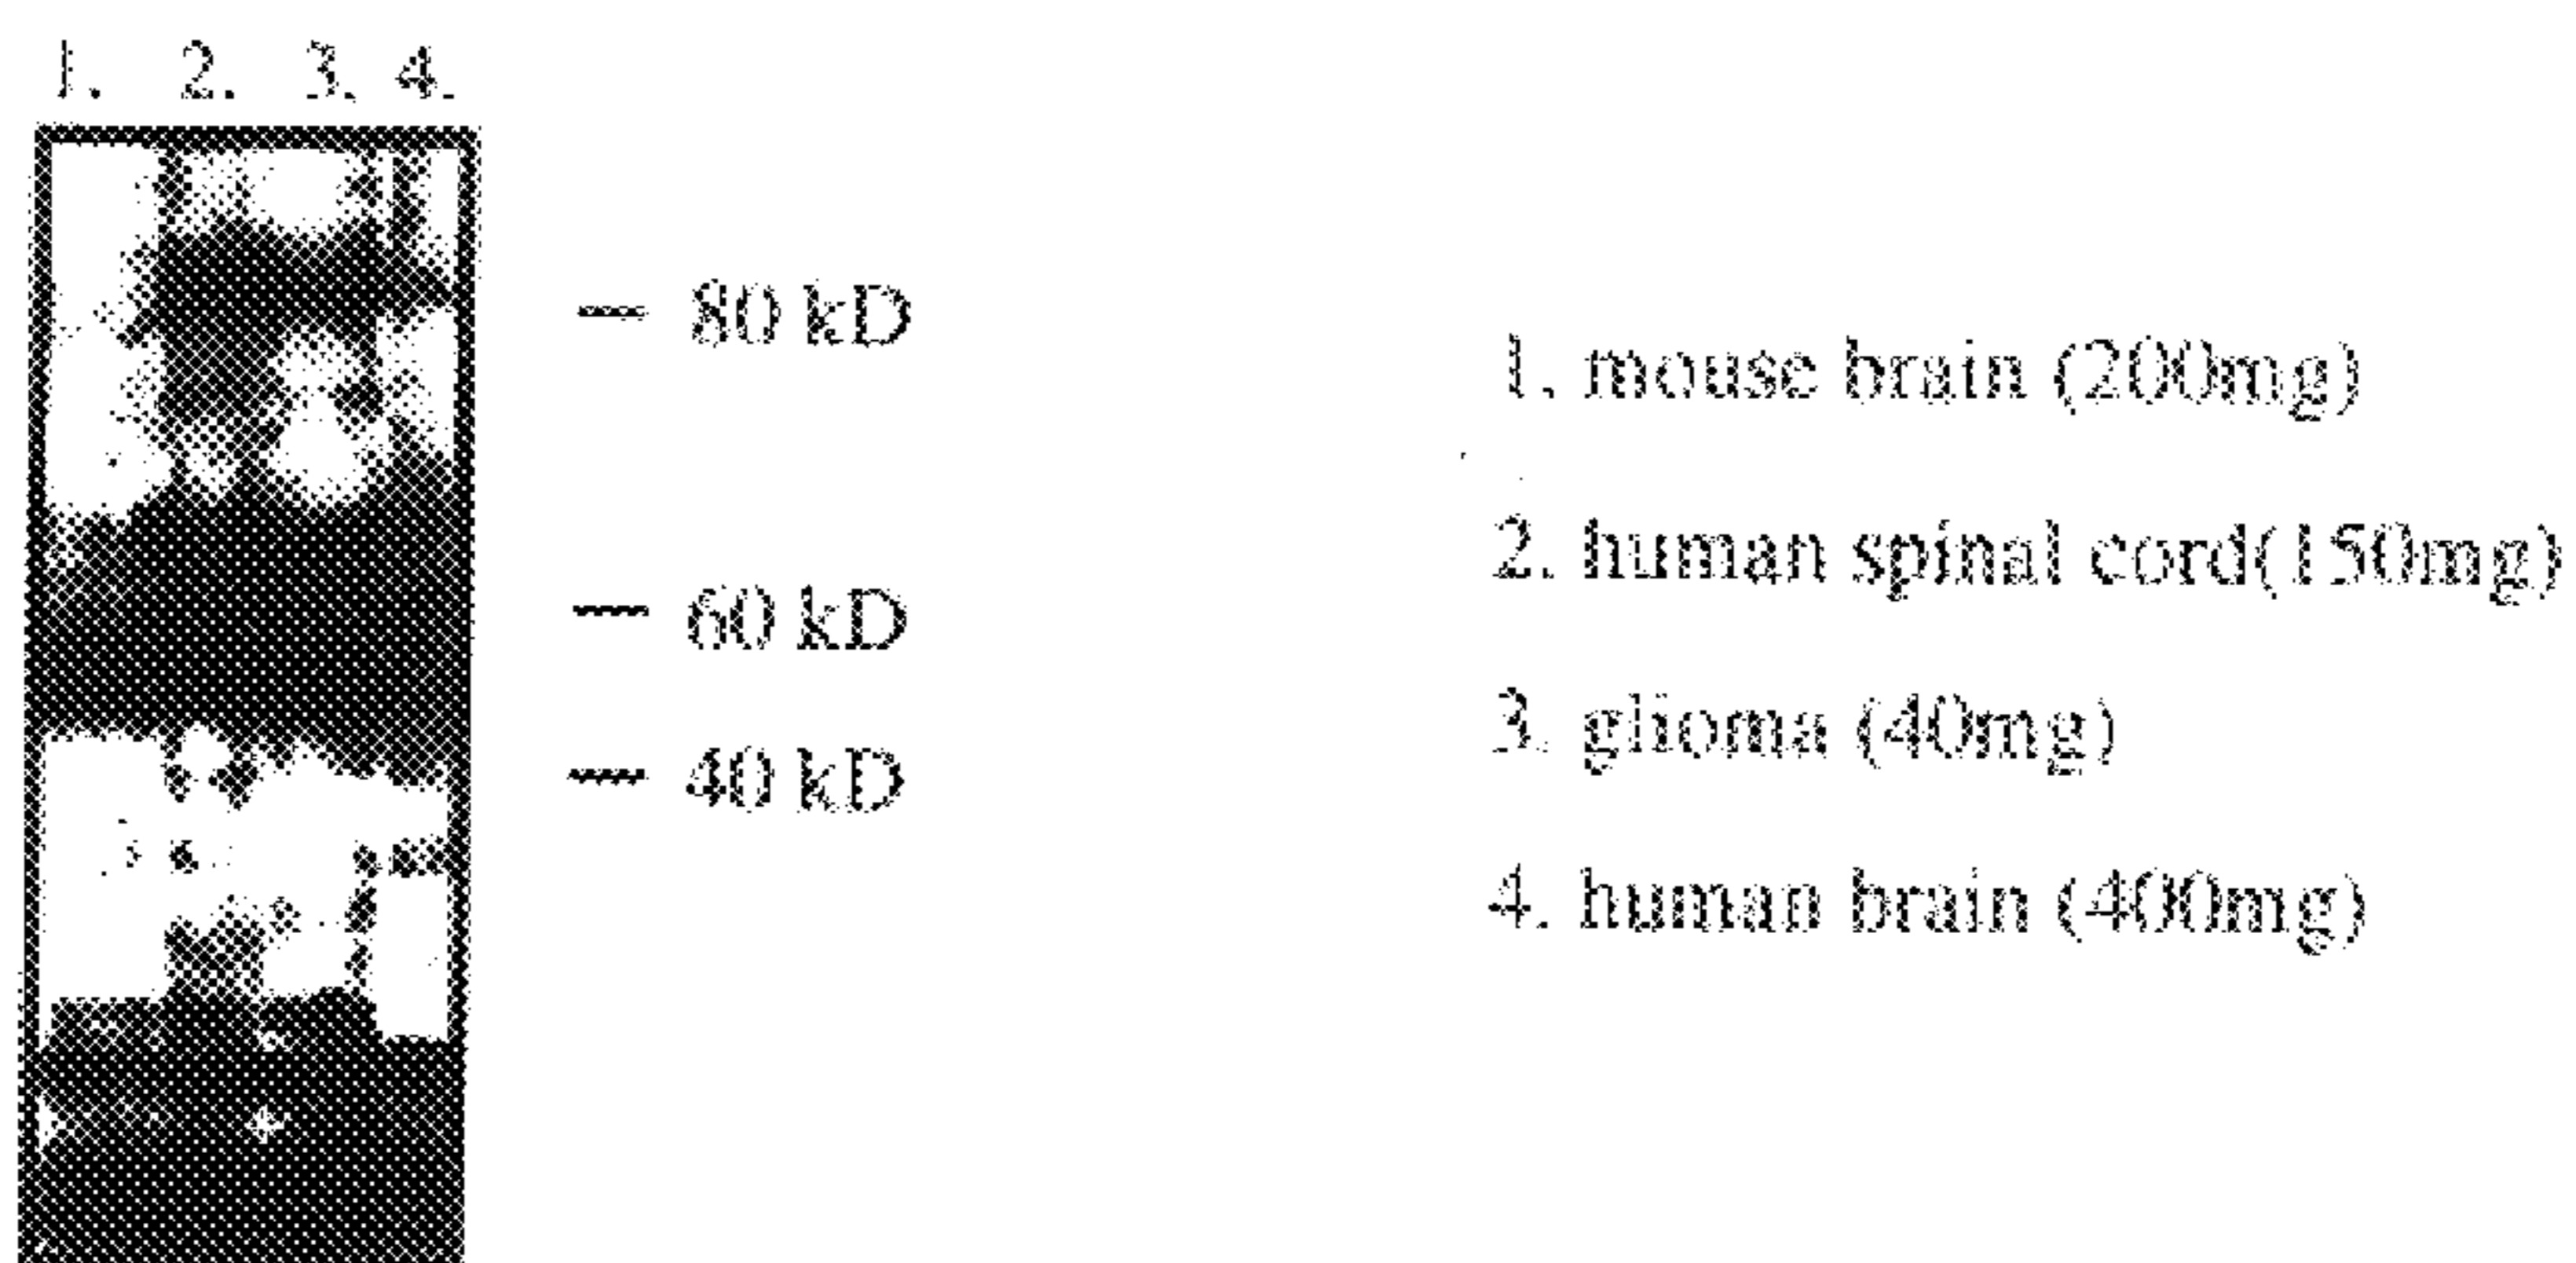 1. 2. 3. 4.
80 kD
60 kD
40 kD
1. mouse brain (200mg)
2. human spinal cord(150mg)
3. glioma (40mg)
4. human brain (400mg)